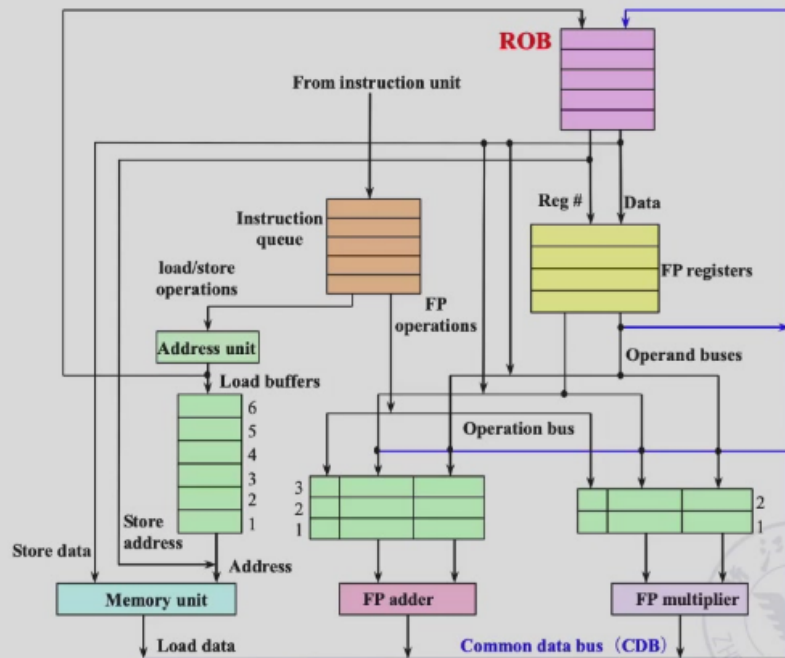 ROB
From instruction unit
Reg #
Data
Instruction
queue
FP registers
load/store
operations
FP
operations
Operand buses
Address unit
Load buffers
6
5
4
3
2
1
Operation bus
3
2
1
2
1
Store
address
Store data
Address
Memory unit
FP adder
FP multiplier
Load data
Common data bus（CDB）